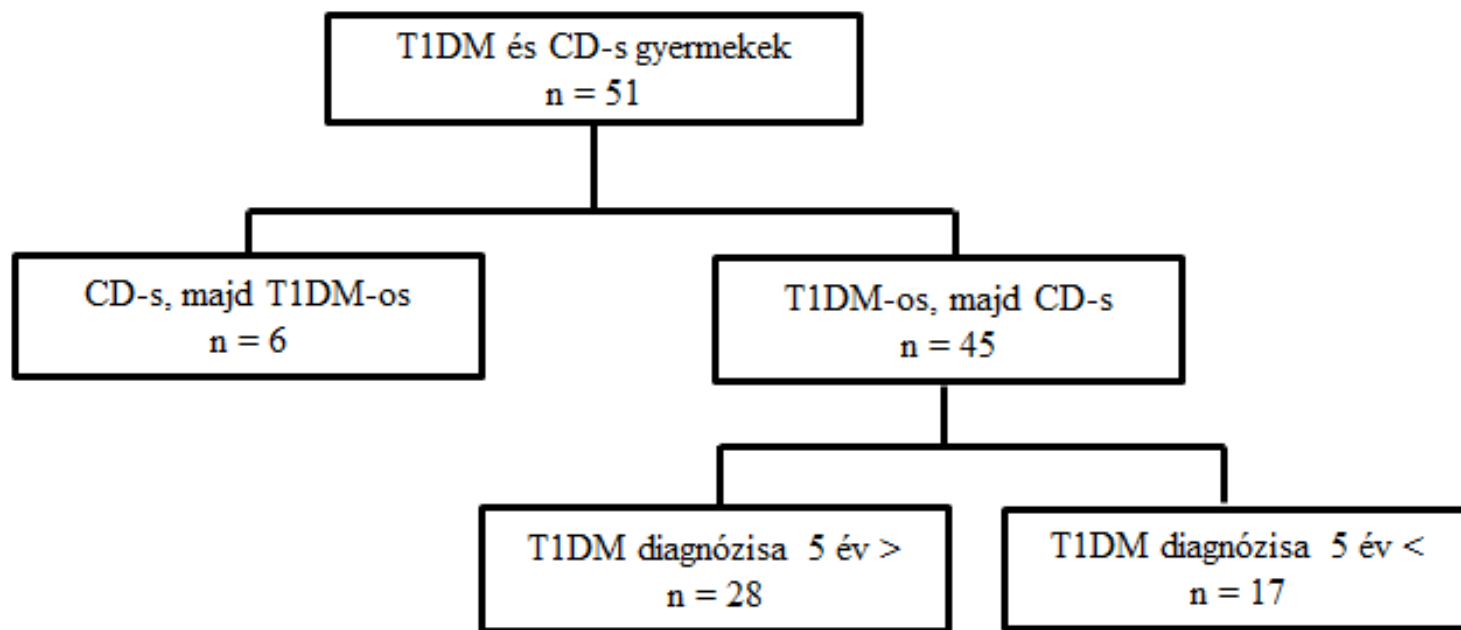 T1DM és CD-s gyermekek
n = 51
CD-s, majd T1DM-os
n = 6
T1DM-os, majd CD-s
n = 45
T1DM diagnózisa 5 év >
n = 28
T1DM diagnózisa 5 év <
n = 17